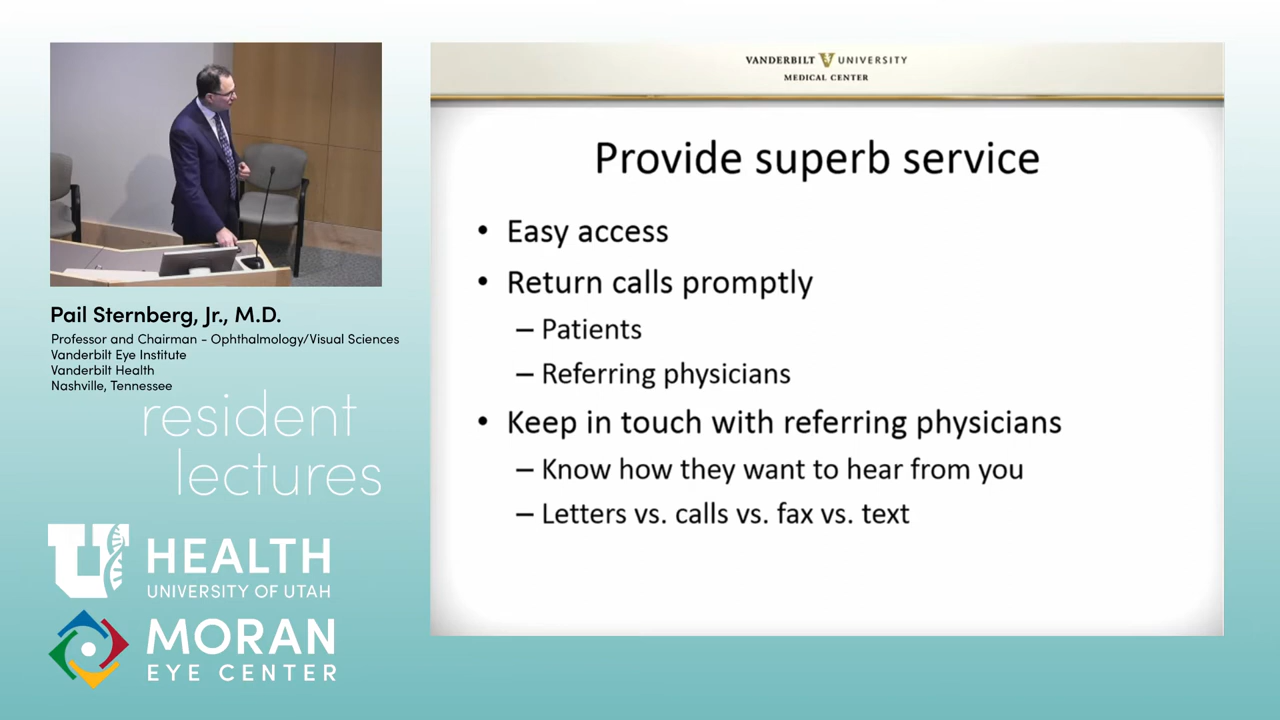 VANDERBILT V UNIVERSITY
MEDICAL CENTER
Provide superb service
• Easy access
• Return calls promptly
– Patients
– Referring physicians
• Keep in touch with referring physicians
– Know how they want to hear from you
– Letters vs. calls vs. fax vs. text
Pail Sternberg, Jr., M.D.
Professor and Chairman - Ophthalmology/Visual Sciences
Vanderbilt Eye Institute
Vanderbilt Health
Nashville, Tennessee
resident
lectures
U HEALTH
UNIVERSITY OF UTAH
MORAN
EYE CENTER